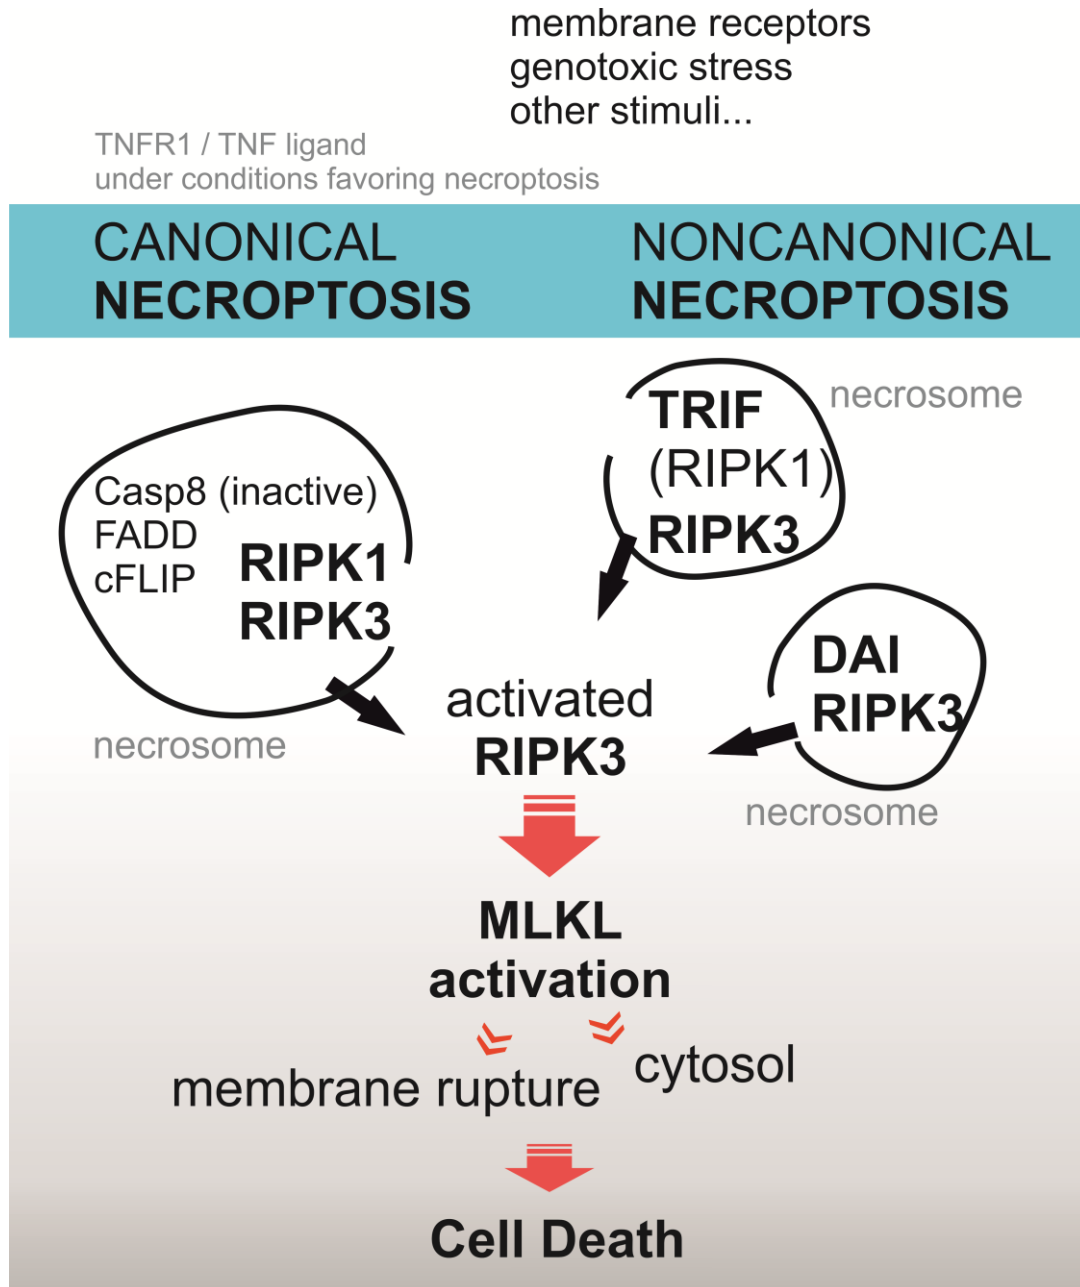 membrane receptors
genotoxic stress
other stimuli...
TNFR1 / TNF ligand
under conditions favoring necroptosis
CANONICAL
NECROPTOSIS
NONCANONICAL
NECROPTOSIS
Casp8 (inactive)
FADD
cFLIP
RIPK1
RIPK3
necrosome
TRIF
(RIPK1)
RIPK3
necrosome
DAI
RIPK3
necrosome
activated
RIPK3
MLKL
activation
membrane rupture
cytosol
Cell Death